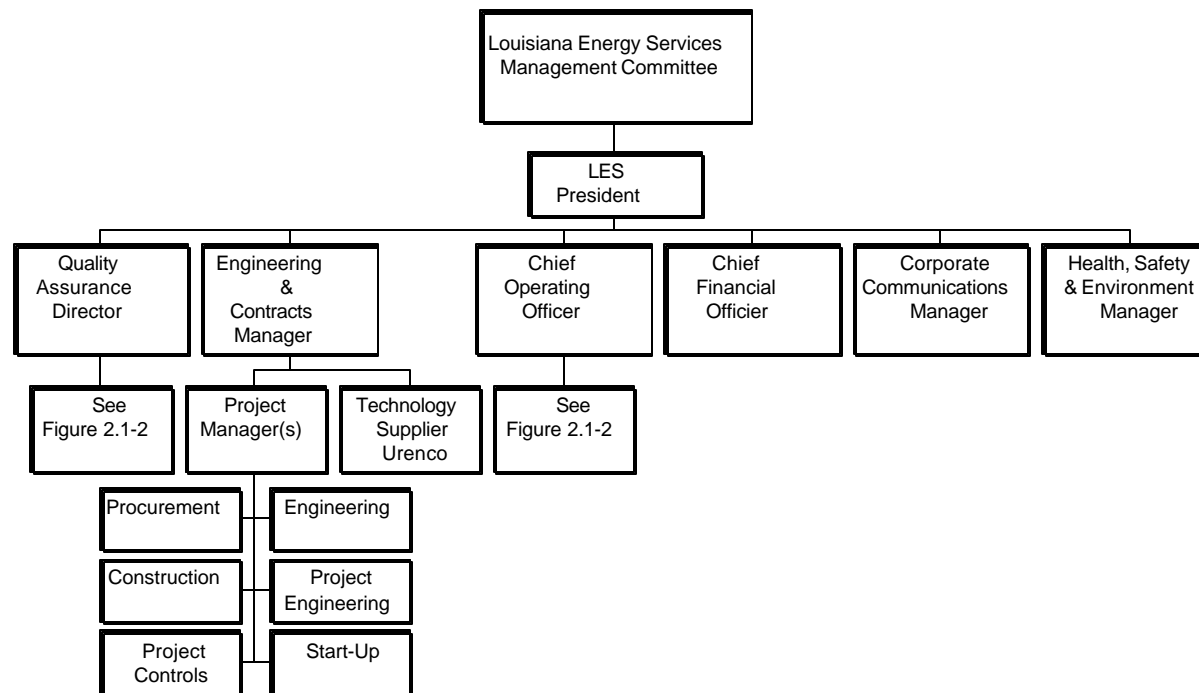 Louisiana Energy Services
Management Committee
LES
President
Quality
Assurance
Director
Engineering
&
Contracts
Manager
Chief
Operating
Officer
Chief
Financial
Officier
Corporate
Communications
Manager
Health, Safety
& Environment
Manager
See
Figure 2.1-2
Project
Manager(s)
Technology
Supplier
Urenco
See
Figure 2.1-2
Procurement
Engineering
Construction
Project
Engineering
Project
Controls
Start-Up